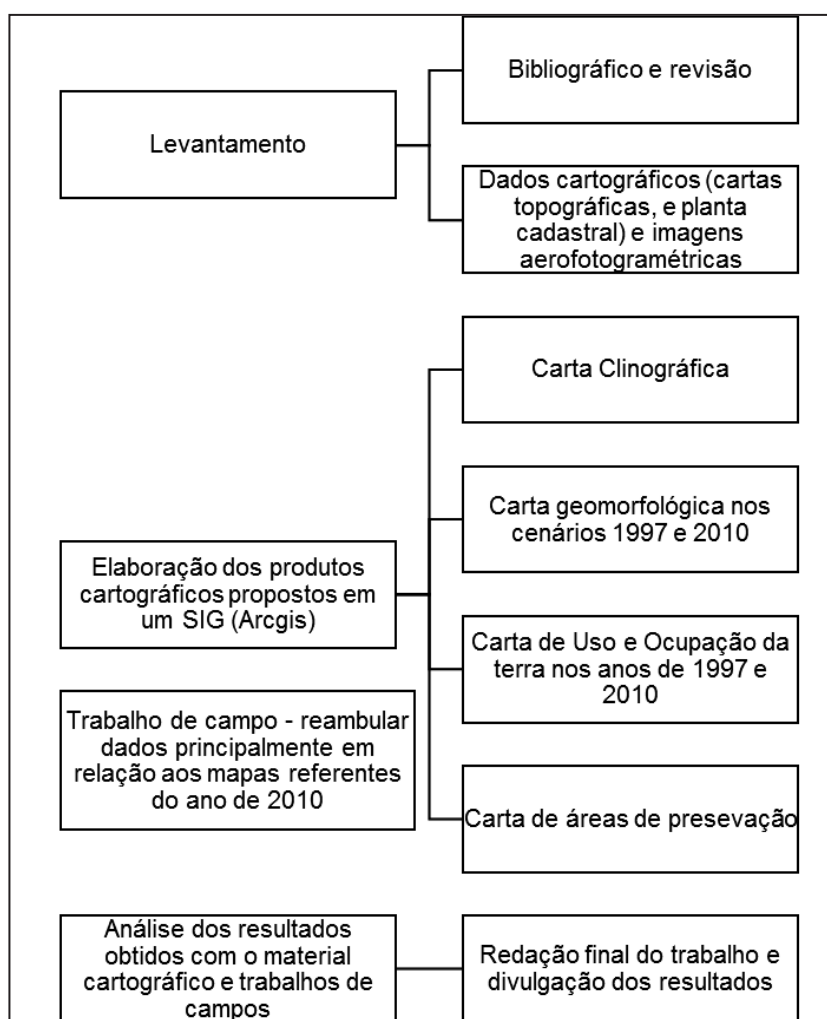 Bibliográfico e revisão
Levantamento
Dados cartográficos (cartas
topográficas, e planta
cadastral) e imagens
aerofotogramétricas
Carta Clinográfica
Carta geomorfológica nos
cenários 1997 e 2010
Elaboração dos produtos
cartográficos propostos em
um SIG (Arcgis)
Carta de Uso e Ocupação da
terra nos anos de 1997 e
2010
Trabalho de campo - reambular
dados principalmente em
relação aos mapas referentes
do ano de 2010
Carta de áreas de presevação
Análise dos resultados
obtidos com o material
cartográfico e trabalhos de
campos
Redação final do trabalho e
divulgação dos resultados